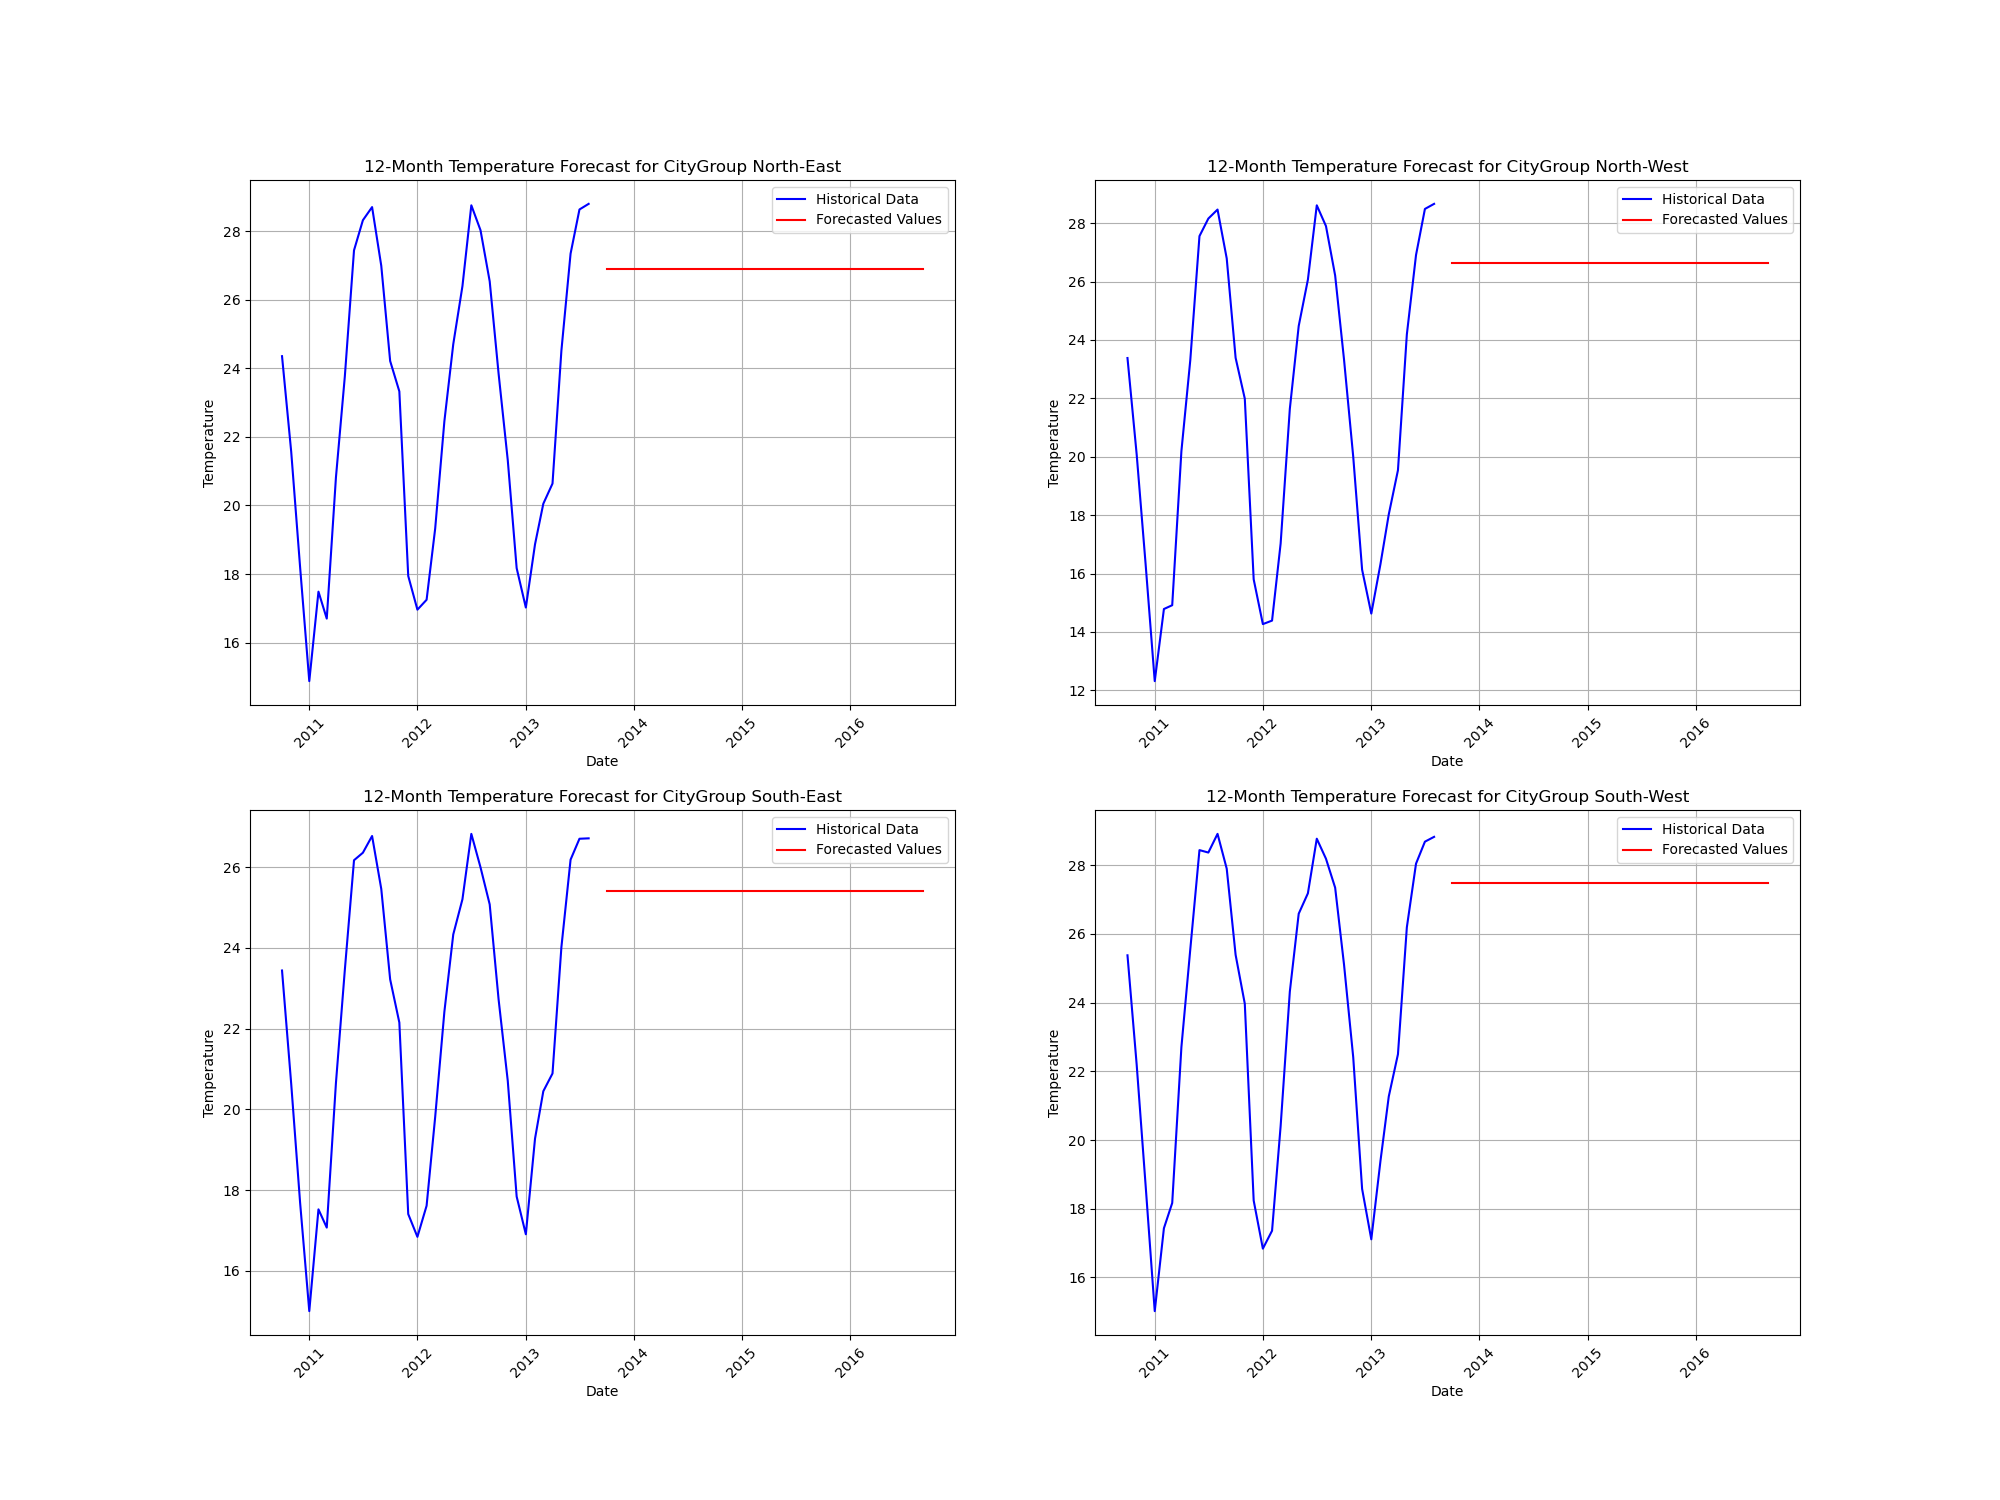 12-Month Temperature Forecast for CityGroup North-East
Historical Data
Forecasted Values
28
26
24
22
20
18
16
Temperature
2011
2012
2013
2014
2015
2016
Date
12-Month Temperature Forecast for CityGroup North-West
Historical Data
Forecasted Values
28
26
24
22
20
18
16
14
12
Temperature
2011
2012
2013
2014
2015
2016
Date
12-Month Temperature Forecast for CityGroup South-East
Historical Data
Forecasted Values
26
24
22
20
18
16
Temperature
2011
2012
2013
2014
2015
2016
Date
12-Month Temperature Forecast for CityGroup South-West
Historical Data
Forecasted Values
28
26
24
22
20
18
16
Temperature
2011
2012
2013
2014
2015
2016
Date